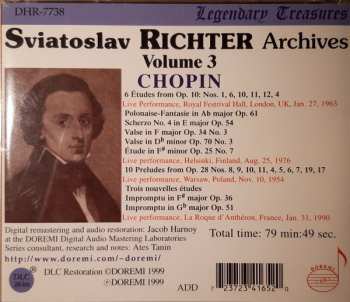 DHR-7738
Legendary Treasures
Sviatoslav RICHTER Archives
Volume 3
CHOPIN
6 Études from Op. 10: Nos. 1, 6, 10, 11, 12, 4
Live Performance, Royal Festrival Hall, London, UK, Jan. 27, 1963
Polonaise-Fantasie in Ab major Op. 61
Scherzo No. 4 in E major Op. 54
Valse in F major Op. 34 No. 3
Valse in D♭ minor Op. 70 No. 3
Étude in F# minor Op. 25 No. 7
Live performance, Helsinki, Finland, Aug. 25, 1976
10 Preludes from Op. 28 Nos. 8, 9, 10, 11, 4, 5, 6, 7, 19, 17
Live performance, Warsaw, Poland, Nov. 10, 1954
Trois nouvelles études
Impromptu in F# major Op. 36
Impromptu in G♭ major Op. 51
Live performance, La Roque d'Anthéron, France, Jan. 31, 1990
Digital remastering and audio restoration: Jacob Harnoy
at the DOREMI Digital Audio Mastering Laboratories
Series consultant, research and notes: Ates Tanin
http://www.doremi.com/~doremi/
Total time: 79 min:49 sec.
DLC
DLC Restoration ©DOREMI 1999
℗DOREMI 1999
ADD
7 23723 41652 0
DOREMI